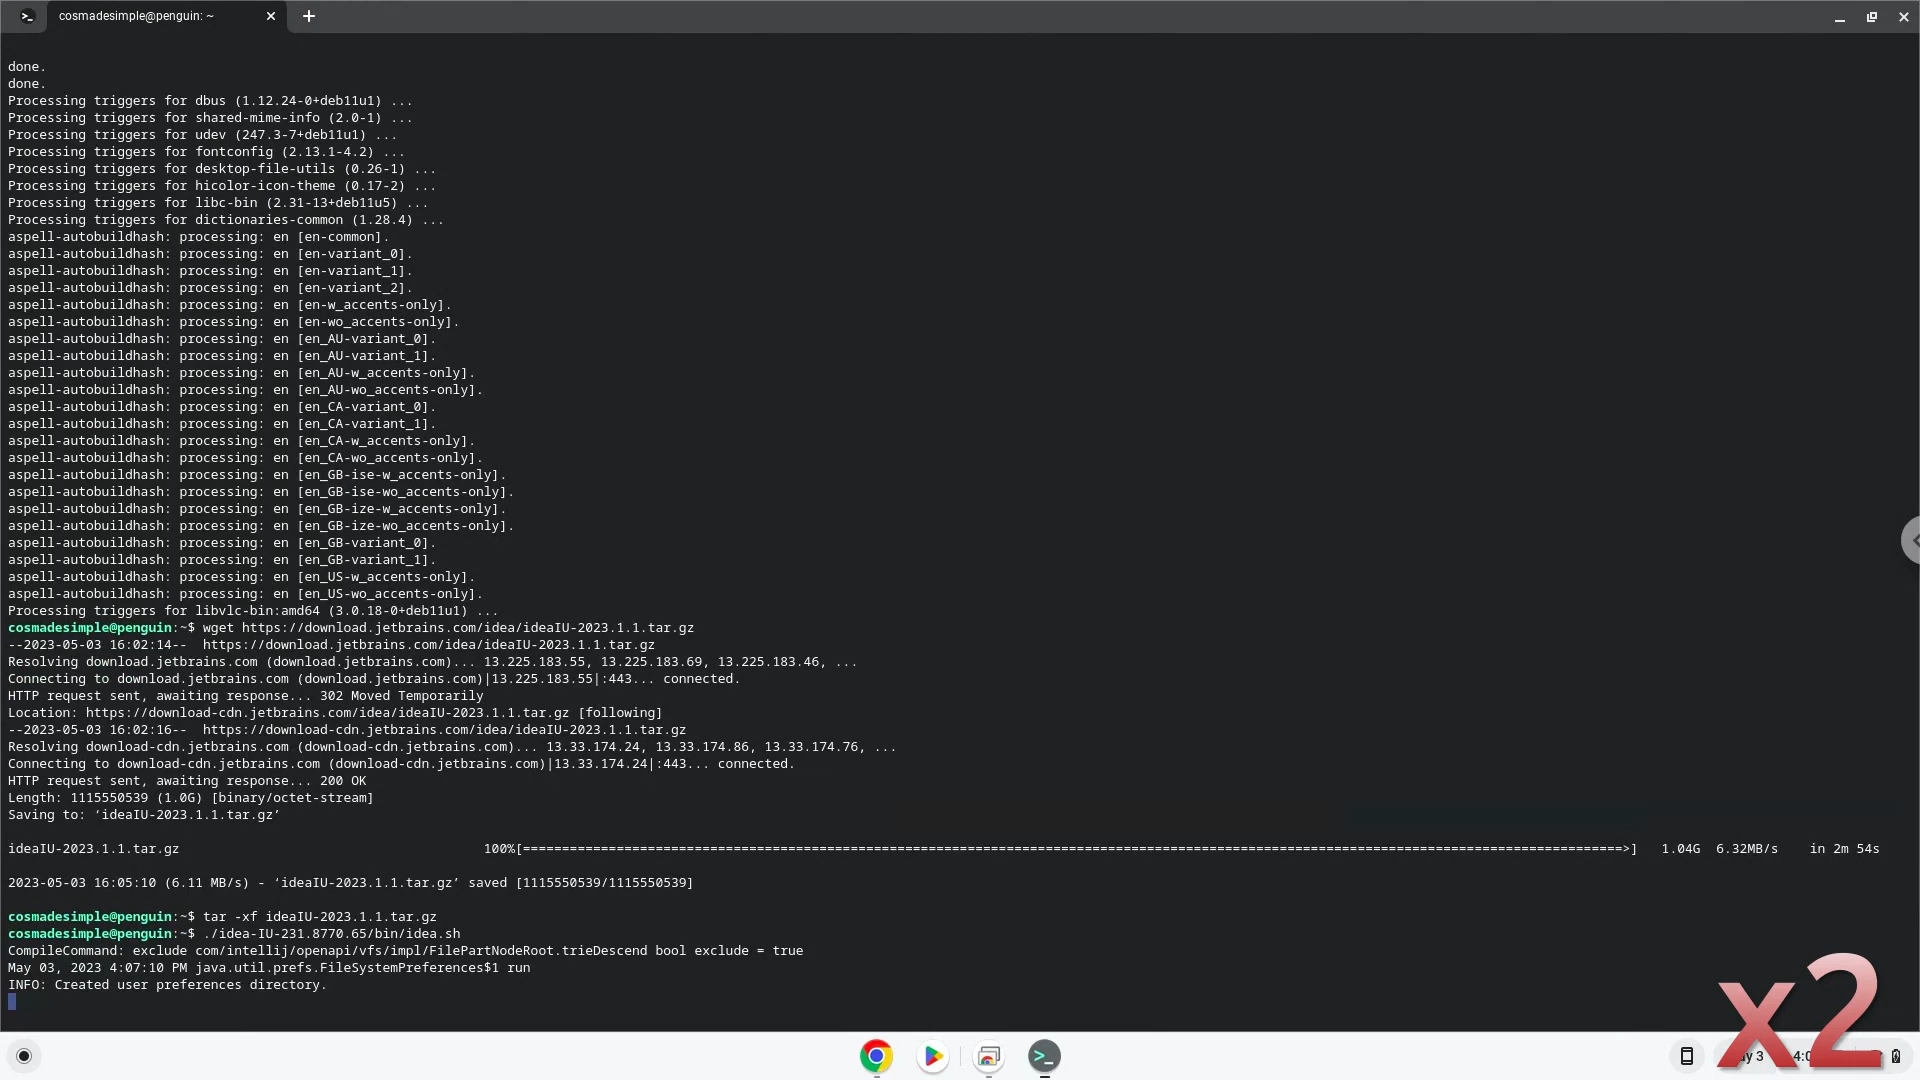 cosmadesimple@penguin: ~
done.
done.
Processing triggers for dbus (1.12.24-0+deb11u1) ...
Processing triggers for shared-mime-info (2.0-1) ...
Processing triggers for udev (247.3-7+deb11u1) ...
Processing triggers for fontconfig (2.13.1-4.2) ...
Processing triggers for desktop-file-utils (0.26-1) ...
Processing triggers for hicolor-icon-theme (0.17-2) ...
Processing triggers for libc-bin (2.31-13+deb11u5) ...
Processing triggers for dictionaries-common (1.28.4) ...
aspell-autobuildhash: processing: en [en-common].
aspell-autobuildhash: processing: en [en-variant_0].
aspell-autobuildhash: processing: en [en-variant_1].
aspell-autobuildhash: processing: en [en-variant_2].
aspell-autobuildhash: processing: en [en-w_accents-only].
aspell-autobuildhash: processing: en [en-wo_accents-only].
aspell-autobuildhash: processing: en [en_AU-variant_0].
aspell-autobuildhash: processing: en [en_AU-variant_1].
aspell-autobuildhash: processing: en [en_AU-w_accents-only].
aspell-autobuildhash: processing: en [en_AU-wo_accents-only].
aspell-autobuildhash: processing: en [en_CA-variant_0].
aspell-autobuildhash: processing: en [en_CA-variant_1].
aspell-autobuildhash: processing: en [en_CA-w_accents-only].
aspell-autobuildhash: processing: en [en_CA-wo_accents-only].
aspell-autobuildhash: processing: en [en_GB-ise-w_accents-only].
aspell-autobuildhash: processing: en [en_GB-ise-wo_accents-only].
aspell-autobuildhash: processing: en [en_GB-ize-w_accents-only].
aspell-autobuildhash: processing: en [en_GB-ize-wo_accents-only].
aspell-autobuildhash: processing: en [en_GB-variant_0].
aspell-autobuildhash: processing: en [en_GB-variant_1].
aspell-autobuildhash: processing: en [en_US-w_accents-only].
aspell-autobuildhash: processing: en [en_US-wo_accents-only].
Processing triggers for libvlc-bin:amd64 (3.0.18-0+deb11u1) ...
cosmadesimple@penguin:~$ wget https://download.jetbrains.com/idea/ideaIU-2023.1.1.tar.gz
--2023-05-03 16:02:14--  https://download.jetbrains.com/idea/ideaIU-2023.1.1.tar.gz
Resolving download.jetbrains.com (download.jetbrains.com)... 13.225.183.55, 13.225.183.69, 13.225.183.46, ...
Connecting to download.jetbrains.com (download.jetbrains.com)|13.225.183.55|:443... connected.
HTTP request sent, awaiting response... 302 Moved Temporarily
Location: https://download-cdn.jetbrains.com/idea/ideaIU-2023.1.1.tar.gz [following]
--2023-05-03 16:02:16--  https://download-cdn.jetbrains.com/idea/ideaIU-2023.1.1.tar.gz
Resolving download-cdn.jetbrains.com (download-cdn.jetbrains.com)... 13.33.174.24, 13.33.174.86, 13.33.174.76, ...
Connecting to download-cdn.jetbrains.com (download-cdn.jetbrains.com)|13.33.174.24|:443... connected.
HTTP request sent, awaiting response... 200 OK
Length: 1115550539 (1.0G) [binary/octet-stream]
Saving to: ‘ideaIU-2023.1.1.tar.gz’
ideaIU-2023.1.1.tar.gz 100%[=============================================>] 1.04G 6.32MB/s in 2m 54s
2023-05-03 16:05:10 (6.11 MB/s) - ‘ideaIU-2023.1.1.tar.gz’ saved [1115550539/1115550539]
cosmadesimple@penguin:~$ tar -xf ideaIU-2023.1.1.tar.gz
cosmadesimple@penguin:~$ ./idea-IU-231.8770.65/bin/idea.sh
CompileCommand: exclude com/intellij/openapi/vfs/impl/FilePartNodeRoot.trieDescend bool exclude = true
May 03, 2023 4:07:10 PM java.util.prefs.FileSystemPreferences$1 run
INFO: Created user preferences directory.
x2